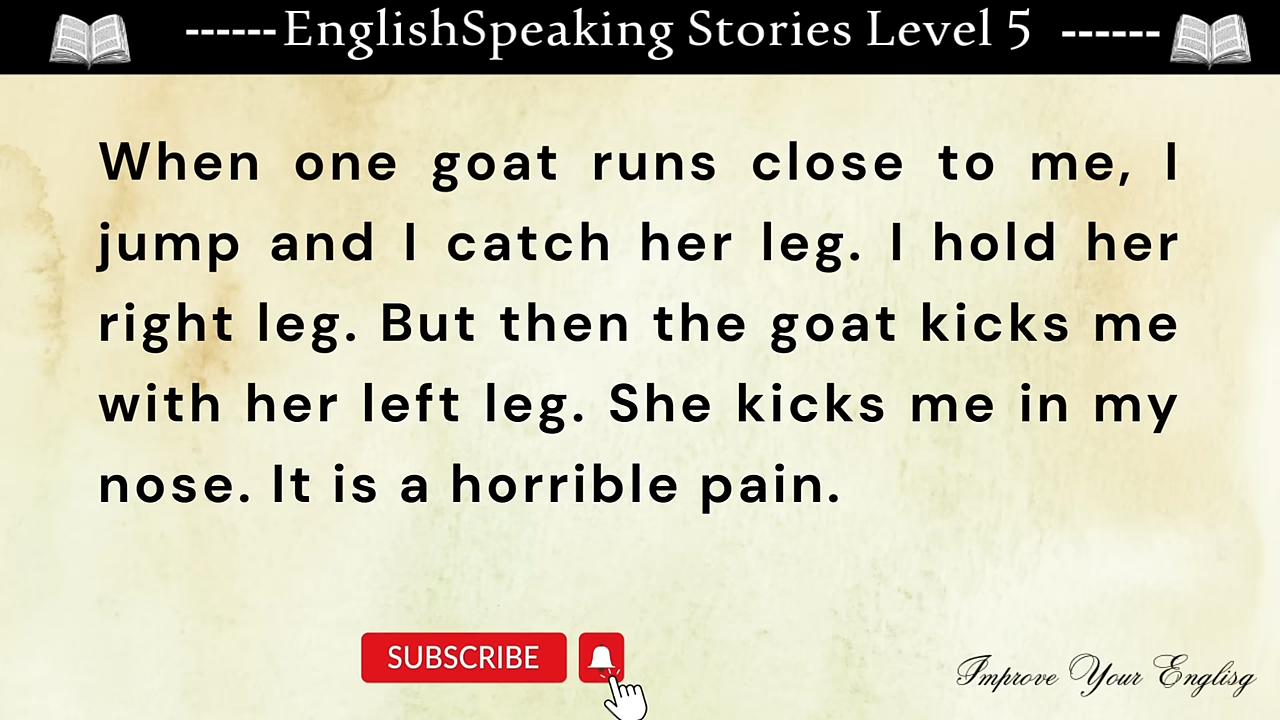 ------EnglishSpeaking Stories Level 5 ------
When one goat runs close to me, I
jump and I catch her leg. I hold her
right leg. But then the goat kicks me
with her left leg. She kicks me in my
nose. It is a horrible pain.
SUBSCRIBE
Improve Your Englisg